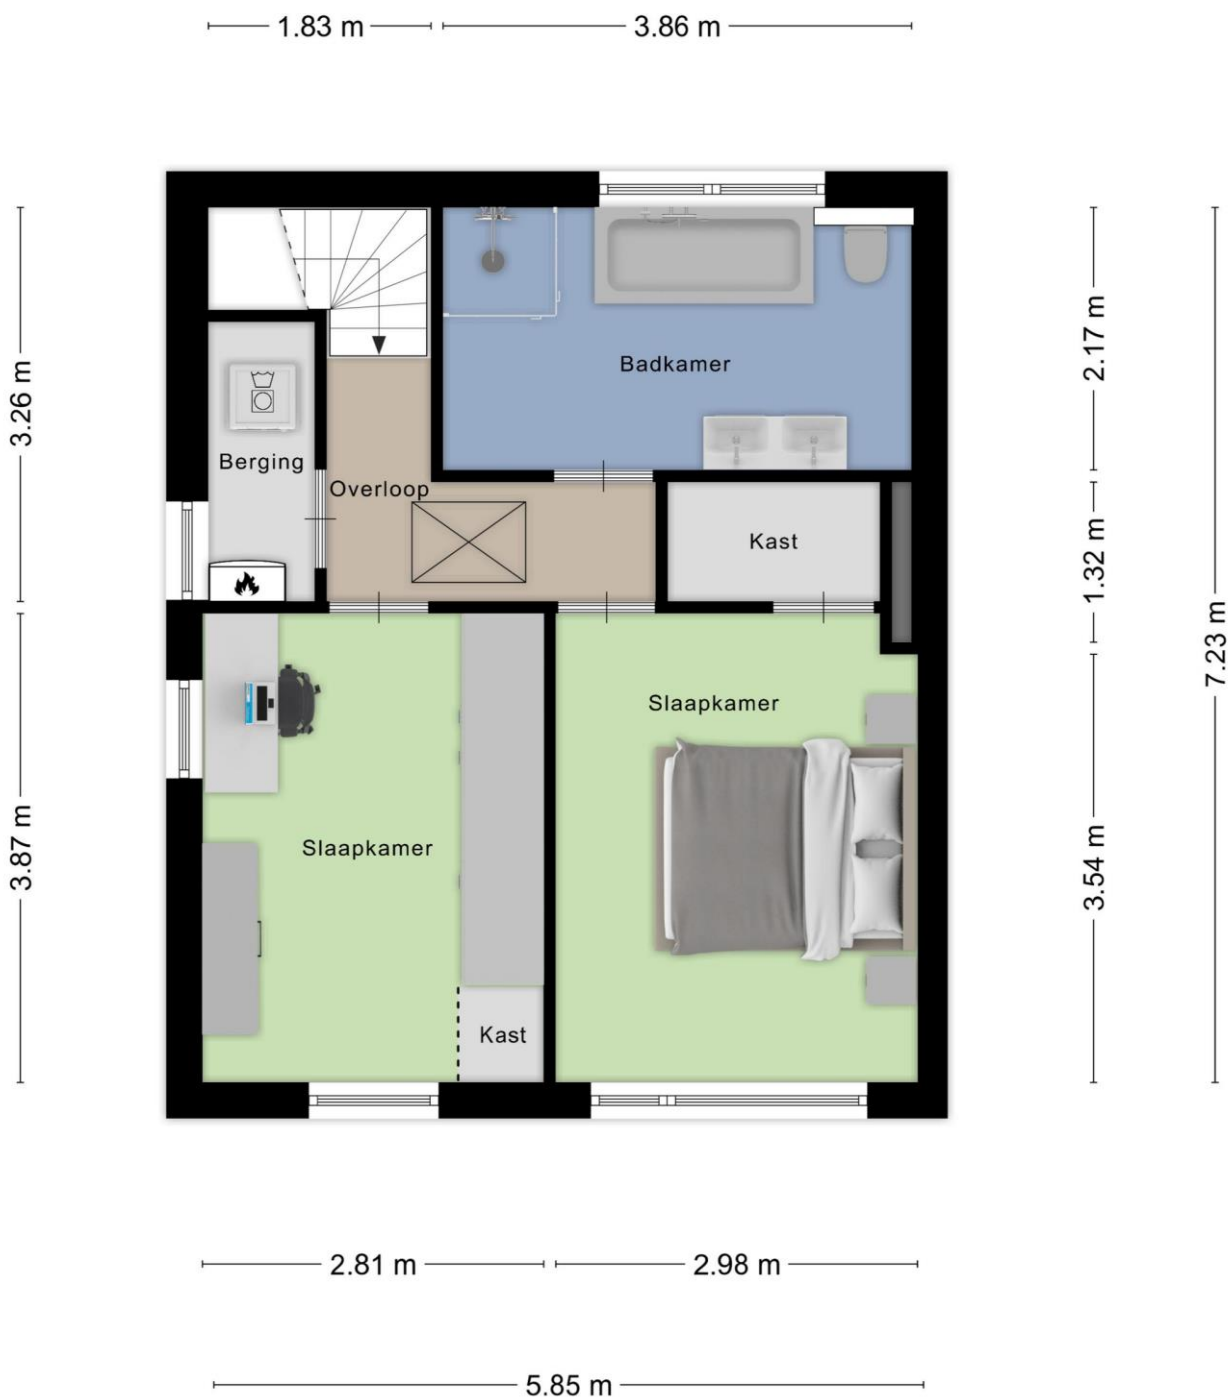 1.83 m
3.86 m
2.17 m
Badkamer
3.26 m
Berging
Overloop
Kast
1.32 m
7.23 m
Slaapkamer
Slaapkamer
3.87 m
3.54 m
Kast
2.81 m
2.98 m
5.85 m